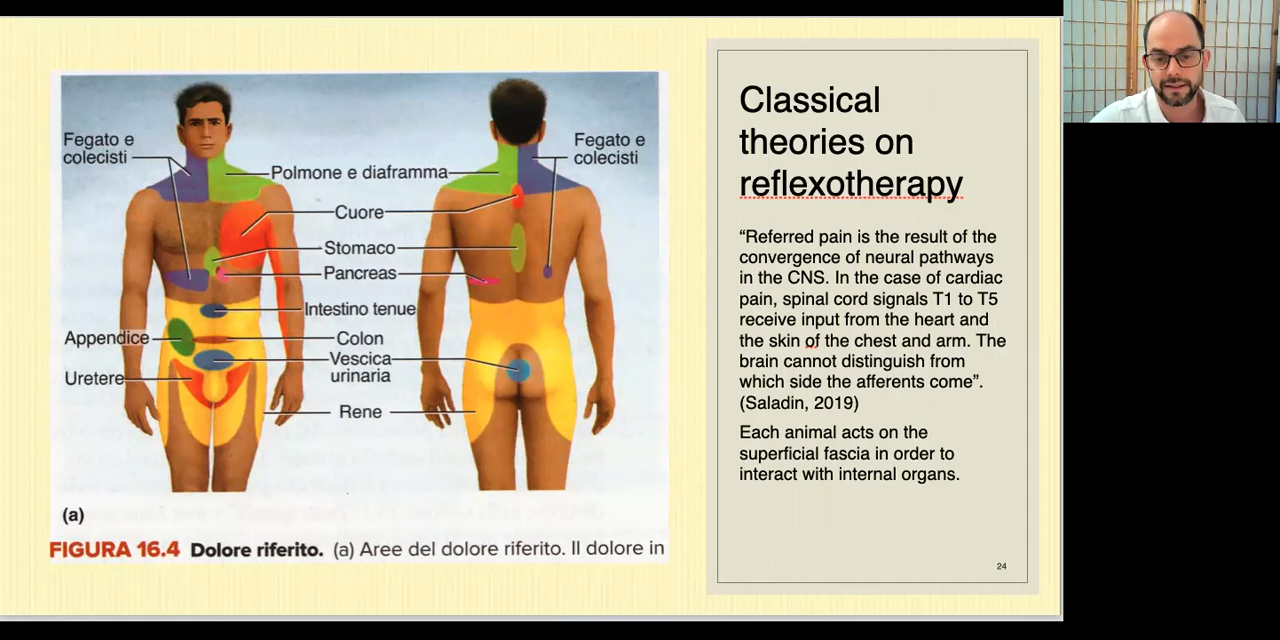 Fegato e
colecisti
Polmone e diaframma
Cuore
Stomaco
Pancreas
Intestino tenue
Appendice
Colon
Vescica
urinaria
Uretere
Rene
Fegato e
colecisti
(a)
FIGURA 16.4 Dolore riferito. (a) Aree del dolore riferito. Il dolore in
Classical
theories on
reflexotherapy
“Referred pain is the result of the
convergence of neural pathways
in the CNS. In the case of cardiac
pain, spinal cord signals T1 to T5
receive input from the heart and
the skin of the chest and arm. The
brain cannot distinguish from
which side the afferents come”.
(Saladin, 2019)
Each animal acts on the
superficial fascia in order to
interact with internal organs.
24